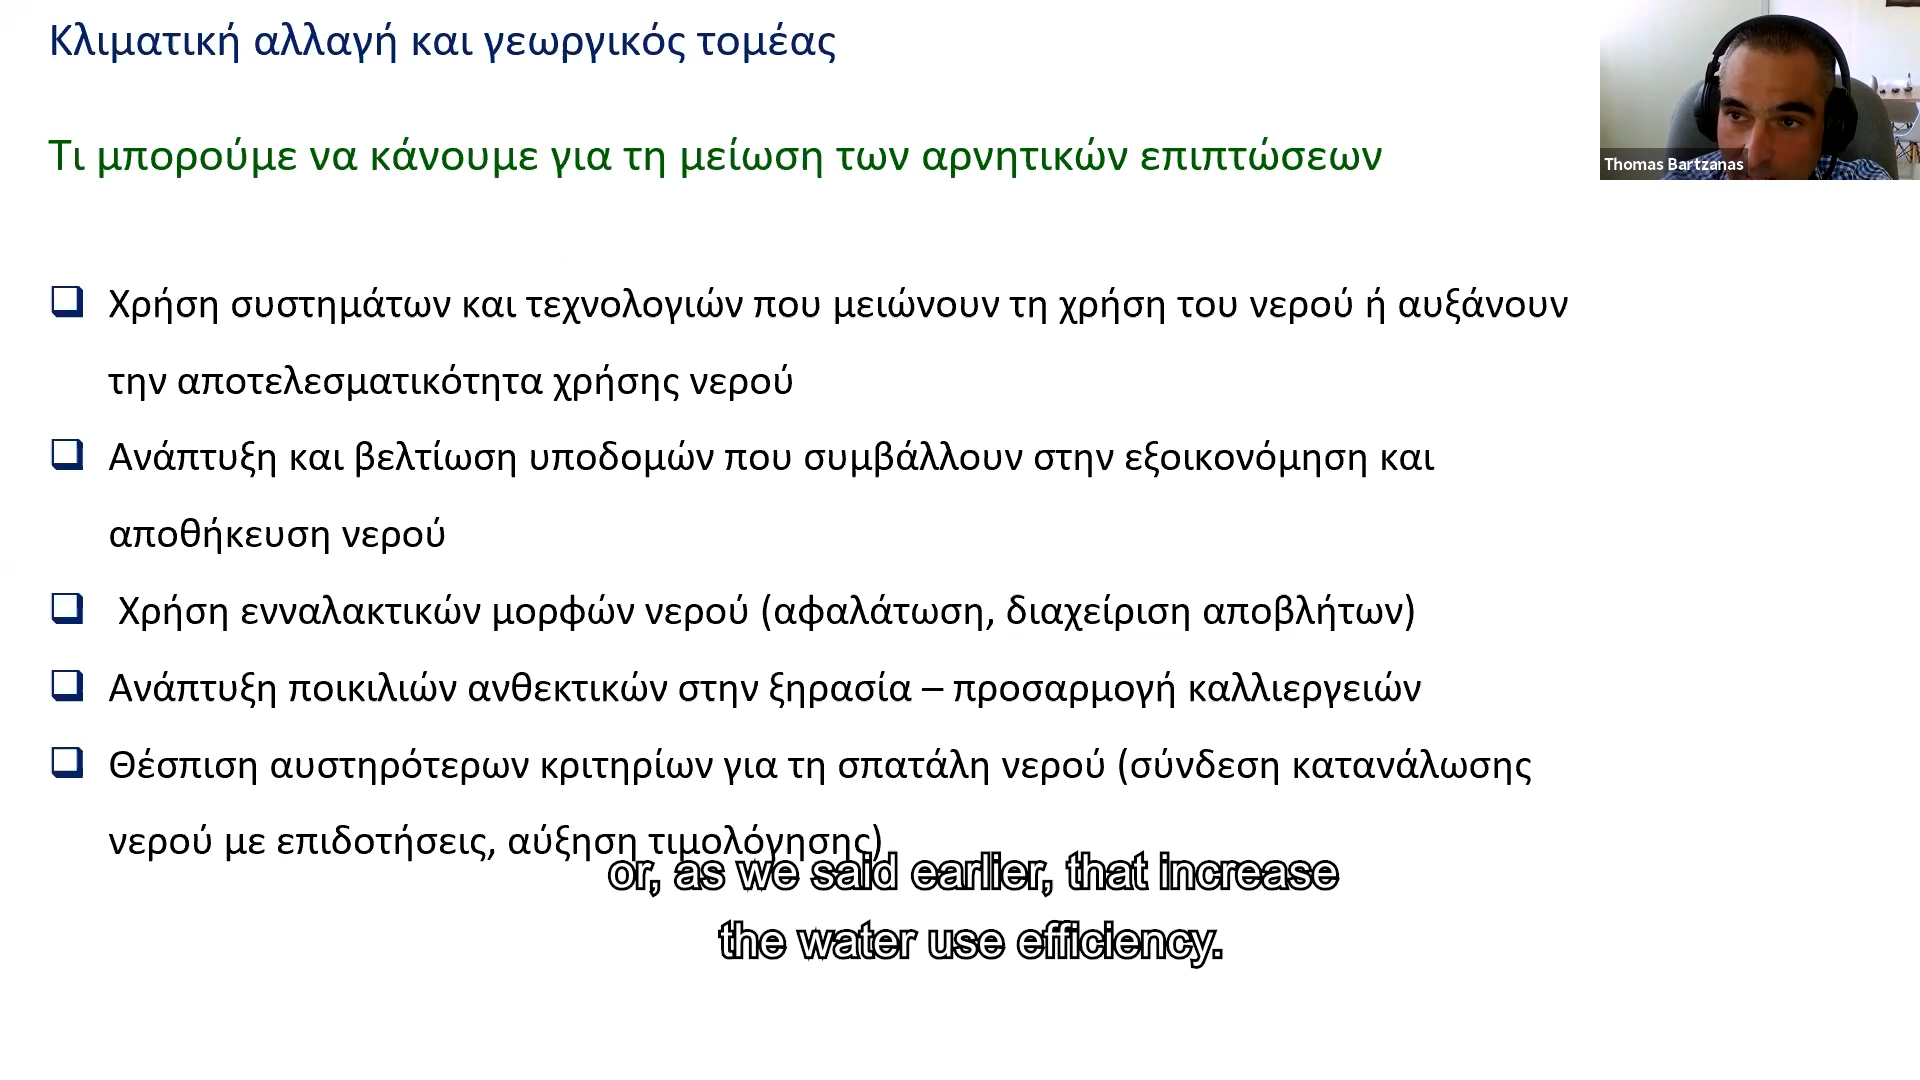 Κλιματική αλλαγή και γεωργικός τομέας
Τι μπορούμε να κάνουμε για τη μείωση των αρνητικών επιπτώσεων
Thomas Bartzanas
Χρήση συστημάτων και τεχνολογιών που μειώνουν τη χρήση του νερού ή αυξάνουν
την αποτελεσματικότητα χρήσης νερού
Ανάπτυξη και βελτίωση υποδομών που συμβάλλουν στην εξοικονόμηση και
αποθήκευση νερού
Χρήση ενναλακτικών μορφών νερού (αφαλάτωση, διαχείριση αποβλήτων)
Ανάπτυξη ποικιλιών ανθεκτικών στην ξηρασία – προσαρμογή καλλιεργειών
Θέσπιση αυστηρότερων κριτηρίων για τη σπατάλη νερού (σύνδεση κατανάλωσης
νερού με επιδοτήσεις, αύξηση τιμολόγησης)
or, as we said earlier, that increase
the water use efficiency.